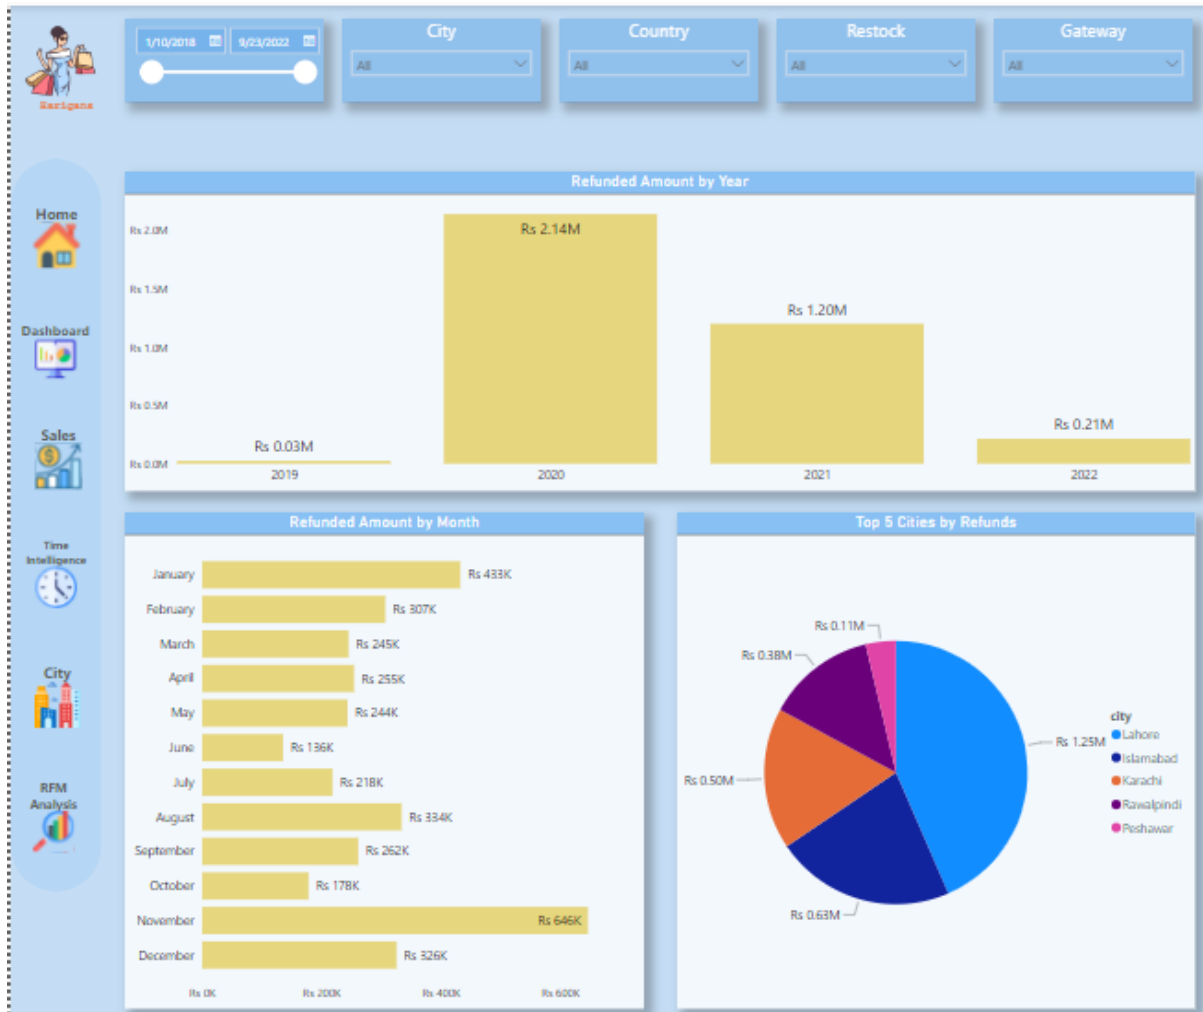 Barigans
1/10/2018 9/23/2022
City
All
Country
All
Restock
All
Gateway
All
Home
Dashboard
Sales
Time
Intelligence
City
RFM
Analysis
Refunded Amount by Year
Rs 2.0M
Rs 1.5M
Rs 1.0M
Rs 0.5M
Rs 0.0M
Rs 0.03M
Rs 2.14M
Rs 1.20M
Rs 0.21M
2019 2020 2021 2022
Refunded Amount by Month
January Rs 433K
February Rs 307K
March Rs 245K
April Rs 255K
May Rs 244K
June Rs 136K
July Rs 218K
August Rs 334K
September Rs 262K
October Rs 178K
November Rs 646K
December Rs 326K
Rs 0K Rs 200K Rs 400K Rs 600K
Top 5 Cities by Refunds
Rs 0.11M
Rs 0.38M
Rs 0.50M
Rs 0.63M
Rs 1.25M
city
Lahore
Islamabad
Karachi
Rawalpindi
Peshawar